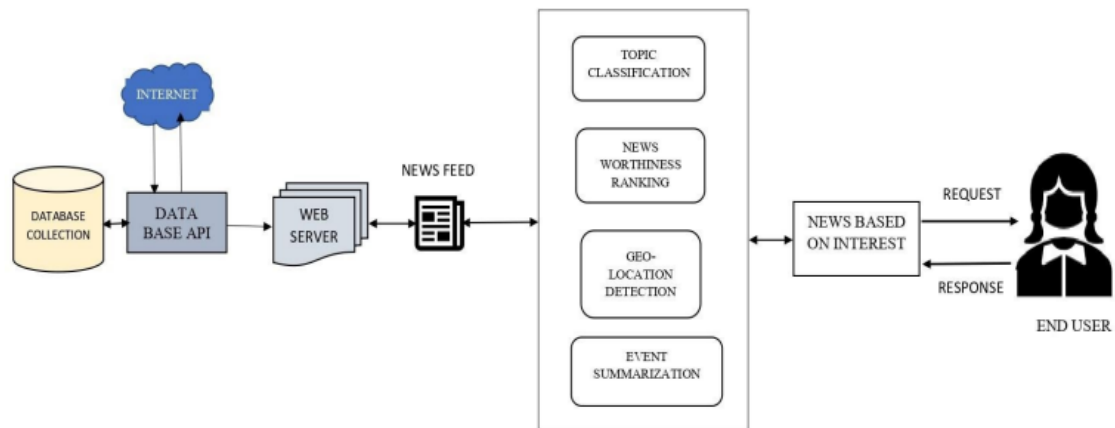 INTERNET
DATABASE
COLLECTION
DATA
BASE API
WEB
SERVER
NEWS FEED
TOPIC
CLASSIFICATION
NEWS
WORTHINESS
RANKING
GEO-
LOCATION
DETECTION
EVENT
SUMMARIZATION
NEWS BASED
ON INTEREST
REQUEST
RESPONSE
END USER